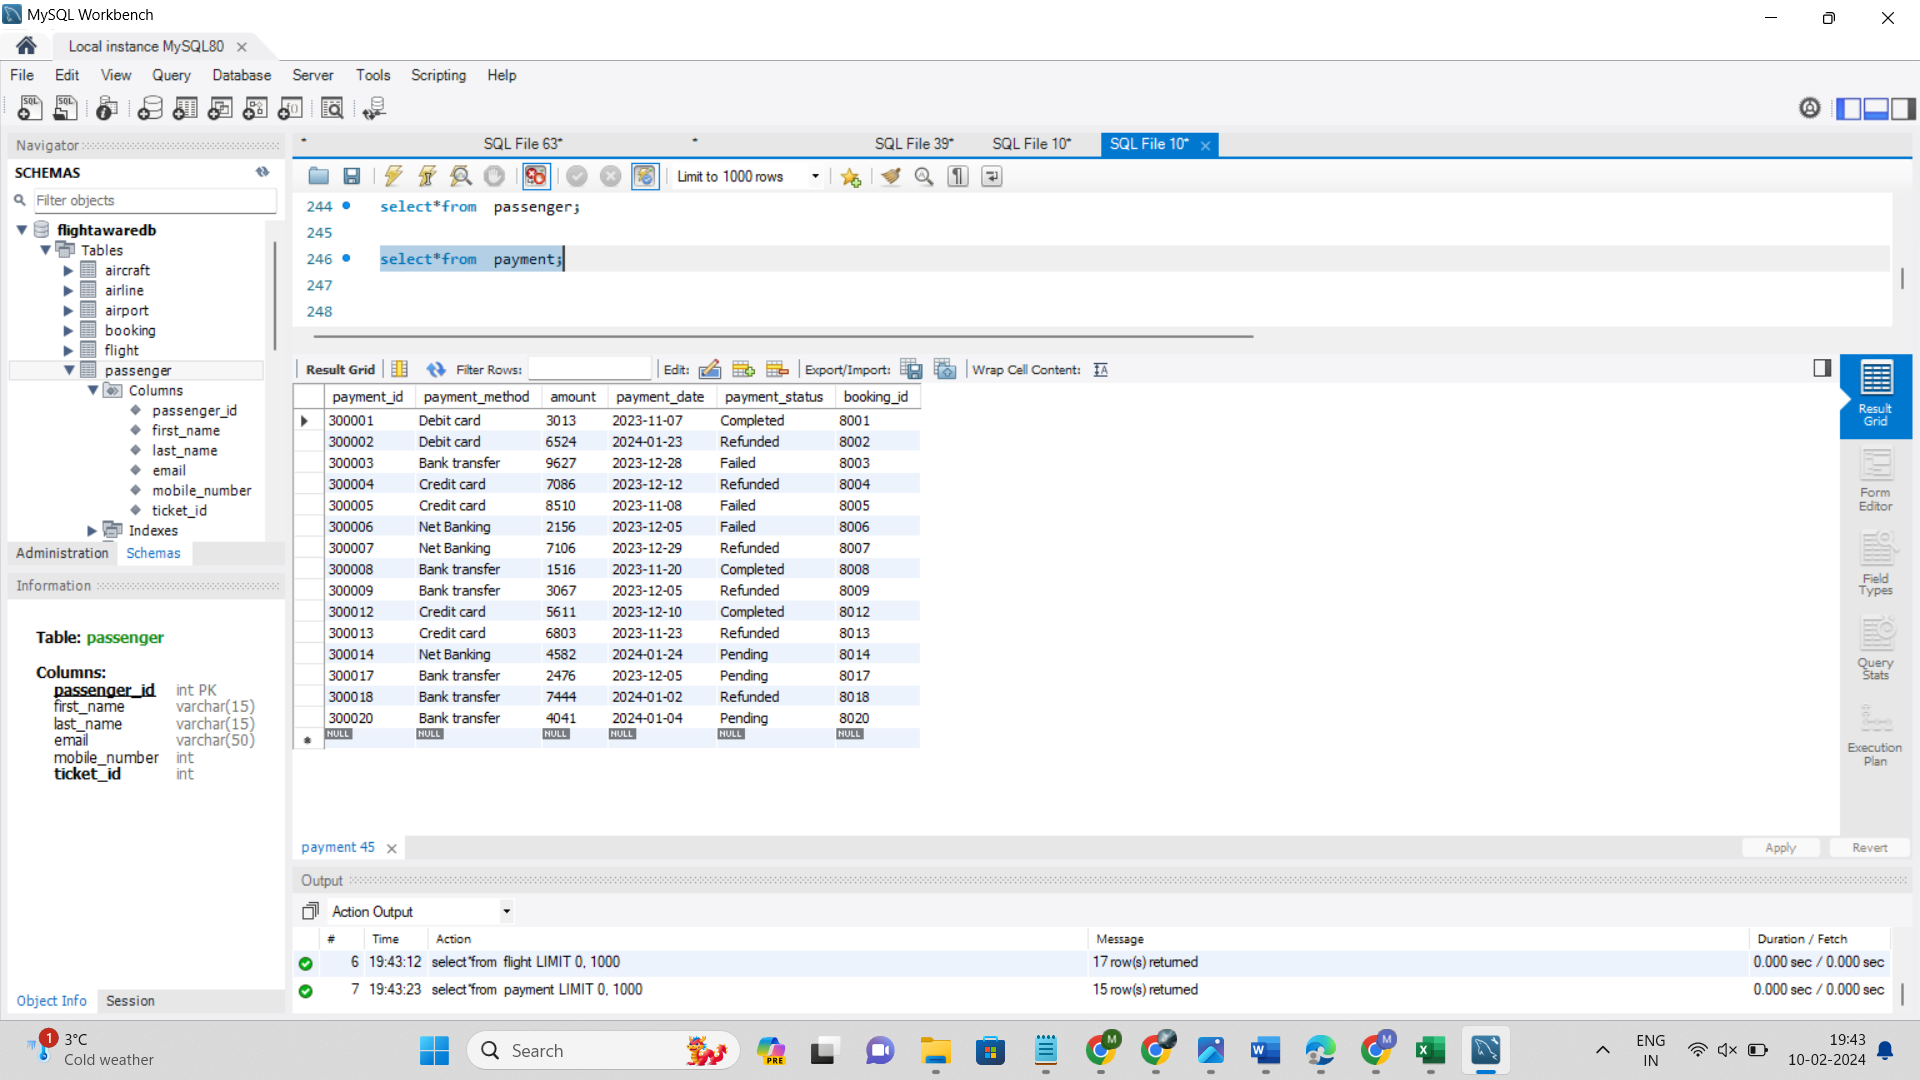 MySQL Workbench
Local instance MySQL80
File Edit View Query Database Server Tools Scripting Help
Navigator
SCHEMAS
Filter objects
flightawaredb
Tables
aircraft
airline
airport
booking
flight
passenger
Columns
passenger_id
first_name
last_name
email
mobile_number
ticket_id
Indexes
Administration Schemas
Information
Table: passenger
Columns:
passenger_id int PK
first_name varchar(15)
last_name varchar(15)
email varchar(50)
mobile_number int
ticket_id int
Object Info Session
* SQL File 63* * SQL File 39* SQL File 10* SQL File 10*
Limit to 1000 rows
244 select*from passenger;
245
246 select*from payment;
247
248
Result Grid Filter Rows: Edit: Export/Import: Wrap Cell Content:
payment_id payment_method amount payment_date payment_status booking_id
300001 Debit card 3013 2023-11-07 Completed 8001
300002 Debit card 6524 2024-01-23 Refunded 8002
300003 Bank transfer 9627 2023-12-28 Failed 8003
300004 Credit card 7086 2023-12-12 Refunded 8004
300005 Credit card 8510 2023-11-08 Failed 8005
300006 Net Banking 2156 2023-12-05 Failed 8006
300007 Net Banking 7106 2023-12-29 Refunded 8007
300008 Bank transfer 1516 2023-11-20 Completed 8008
300009 Bank transfer 3067 2023-12-05 Refunded 8009
300012 Credit card 5611 2023-12-10 Completed 8012
300013 Credit card 6803 2023-11-23 Refunded 8013
300014 Net Banking 4582 2024-01-24 Pending 8014
300017 Bank transfer 2476 2023-12-05 Pending 8017
300018 Bank transfer 7444 2024-01-02 Refunded 8018
300020 Bank transfer 4041 2024-01-04 Pending 8020
NULL NULL NULL NULL NULL NULL
Result
Grid
Form
Editor
Field
Types
Query
Stats
Execution
Plan
payment 45
Apply Revert
Output
Action Output
# Time Action Message Duration / Fetch
6 19:43:12 select*from flight LIMIT 0, 1000 17 row(s) returned 0.000 sec / 0.000 sec
7 19:43:23 select*from payment LIMIT 0, 1000 15 row(s) returned 0.000 sec / 0.000 sec
1 3°C
Cold weather
Search
PRE
M
M
ENG
IN
19:43
10-02-2024